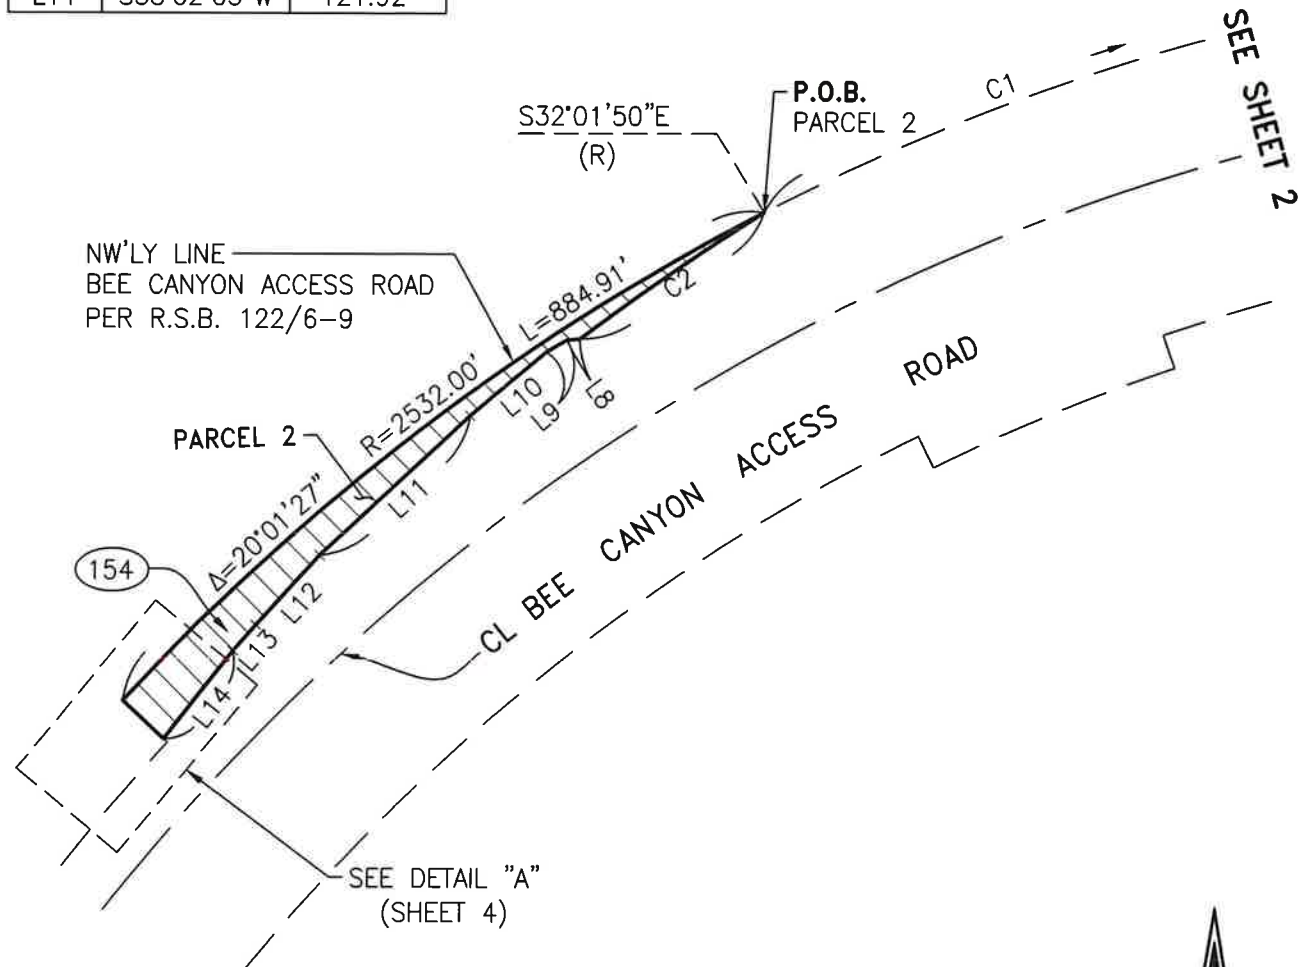 SEE SHEET 2
C1
P.O.B.
PARCEL 2
S32°01'50"E
(R)
NW'LY LINE
BEE CANYON ACCESS ROAD
PER R.S.B. 122/6-9
L=884.91'
C2
R=2532.00'
L10
L9
L8
PARCEL 2
L11
Δ=20°01'27"
154
L12
L13
L14
CL BEE CANYON ACCESS ROAD
SEE DETAIL "A"
(SHEET 4)